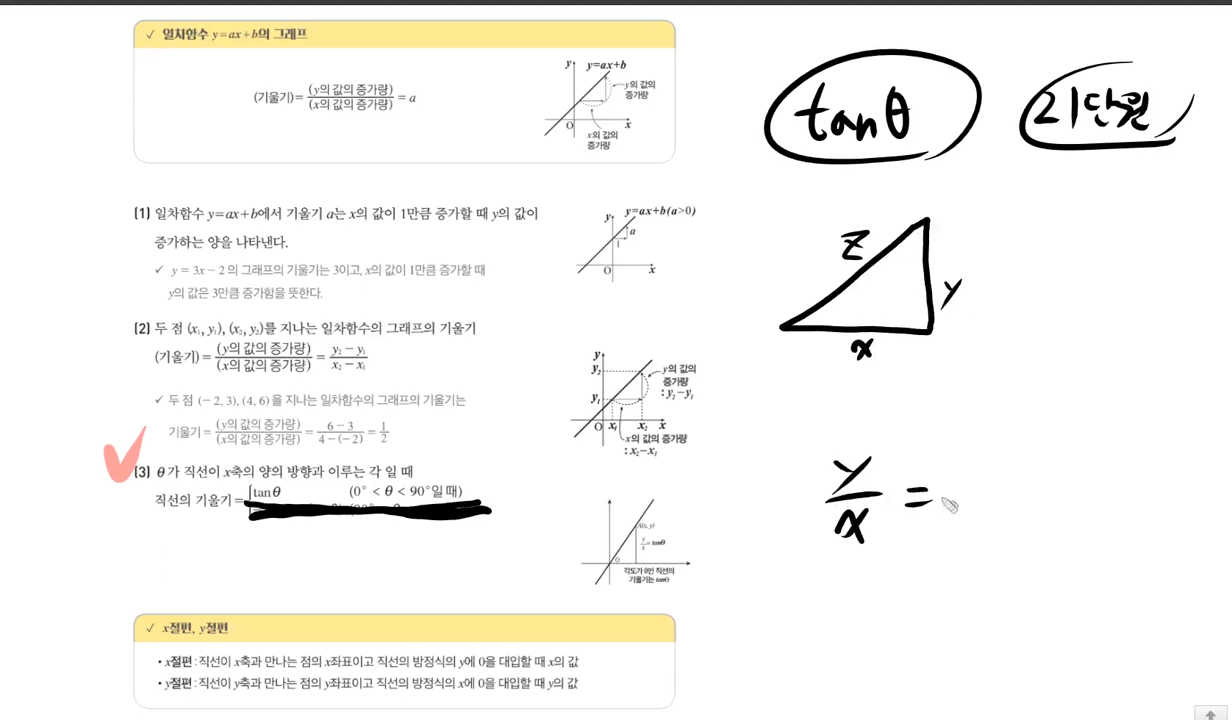 ✓ 일차함수 y=ax+b의 그래프
(기울기)= (y의 값의 증가량) / (x의 값의 증가량) = a
y y=ax+b
y의 값의
증가량
O x
x의 값의
증가량
tanθ
21단원
(1) 일차함수 y=ax+b에서 기울기 a는 x의 값이 1만큼 증가할 때 y의 값이
증가하는 양을 나타낸다.
✓ y = 3x − 2 의 그래프의 기울기는 3이고, x의 값이 1만큼 증가할 때
y의 값은 3만큼 증가함을 뜻한다.
y y=ax+b(a>0)
a
1
O x
z
y
x
(2) 두 점 (x₁, y₁), (x₂, y₂)를 지나는 일차함수의 그래프의 기울기
(기울기) = (y의 값의 증가량) / (x의 값의 증가량) = y₂ − y₁ / x₂ − x₁
✓ 두 점 (−2, 3), (4, 6)을 지나는 일차함수의 그래프의 기울기는
기울기 = (y의 값의 증가량) / (x의 값의 증가량) = 6−3 / 4−(−2) = 1/2
y
y₂
y₁
O x₁ x₂ x
y의 값의
증가량
: y₂−y₁
x의 값의 증가량
: x₂−x₁
(3) θ가 직선이 x축의 양의 방향과 이루는 각 일 때
직선의 기울기 = tanθ (0° < θ < 90°일 때)
A(x, y)
y/x = tanθ
θ
각도가 θ인 직선의
기울기는 tanθ
y/x =
✓ x절편, y절편
• x절편 : 직선이 x축과 만나는 점의 x좌표이고 직선의 방정식의 y에 0을 대입할 때 x의 값
• y절편 : 직선이 y축과 만나는 점의 y좌표이고 직선의 방정식의 x에 0을 대입할 때 y의 값